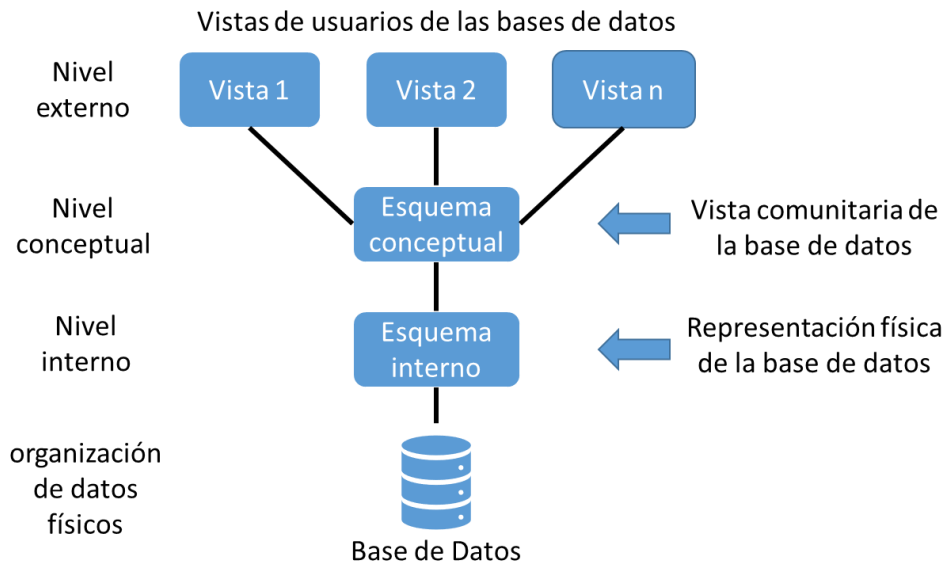 Vistas de usuarios de las bases de datos
Nivel
externo
Vista 1
Vista 2
Vista n
Nivel
conceptual
Esquema
conceptual
Vista comunitaria de
la base de datos
Nivel
interno
Esquema
interno
Representación física
de la base de datos
organización
de datos
físicos
Base de Datos